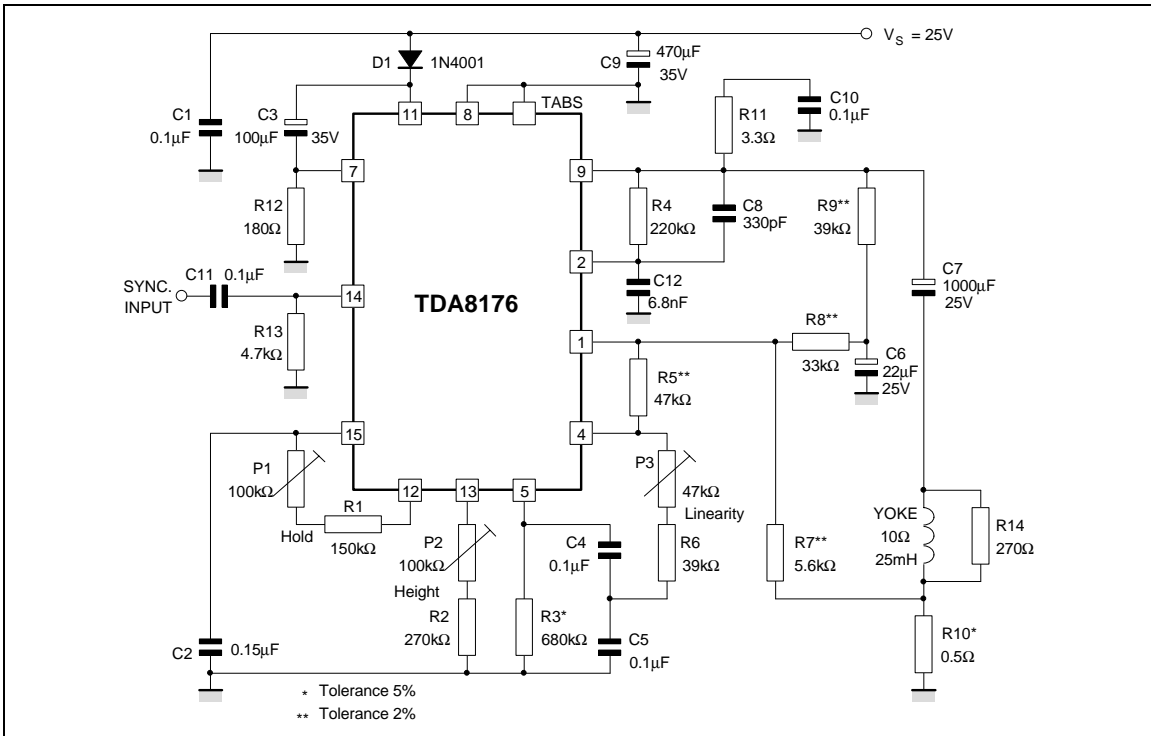 V_S = 25V
D1
1N4001
C9
470µF
35V
TABS
C1
0.1µF
C3
100µF
35V
11
8
R11
3.3Ω
C10
0.1µF
7
9
R12
180Ω
R4
220kΩ
C8
330pF
R9**
39kΩ
2
C7
1000µF
25V
SYNC.
INPUT
C11
0.1µF
14
TDA8176
C12
6.8nF
R13
4.7kΩ
1
R8**
33kΩ
C6
22µF
25V
R5**
47kΩ
15
4
P1
100kΩ
Hold
R1
150kΩ
12
13
5
P3
47kΩ
Linearity
P2
100kΩ
Height
C4
0.1µF
R6
39kΩ
R7**
5.6kΩ
YOKE
10Ω
25mH
R14
270Ω
C2
0.15µF
R2
270kΩ
R3*
680kΩ
C5
0.1µF
R10*
0.5Ω
* Tolerance 5%
** Tolerance 2%